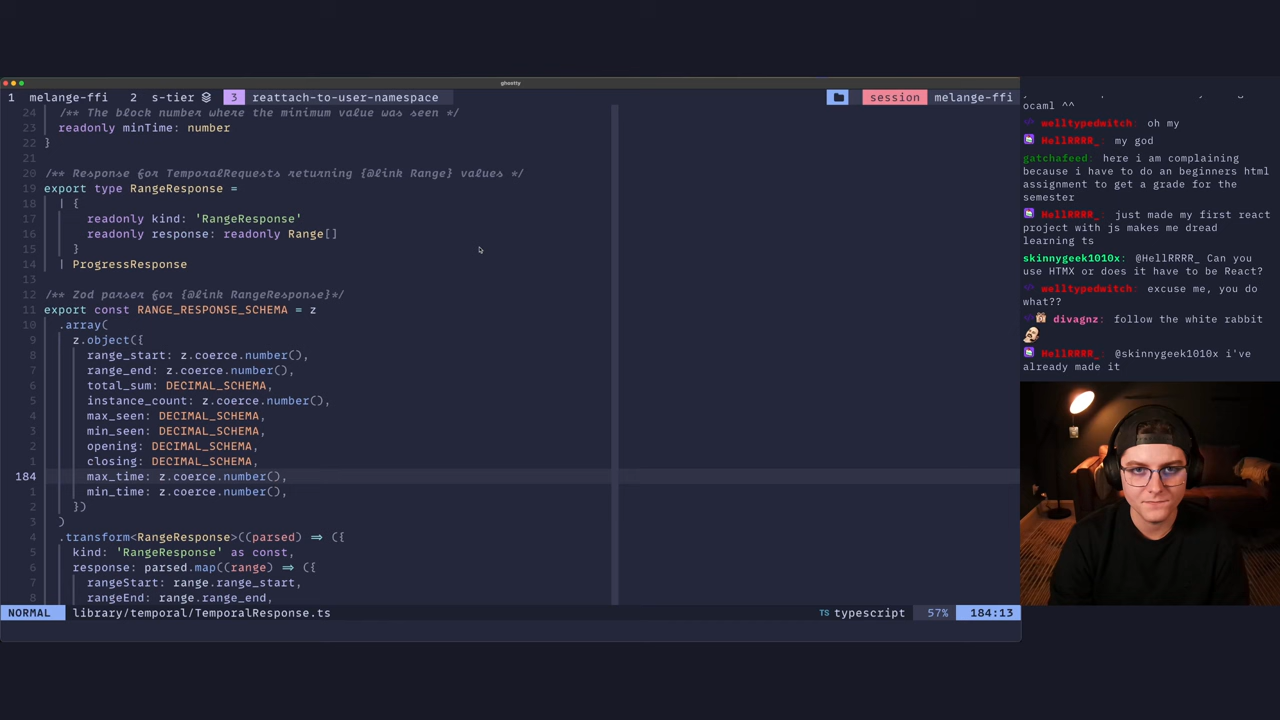 ghostty
1 melange-ffi 2 s-tier 3 reattach-to-user-namespace session melange-ffi
24 /** The block number where the minimum value was seen */
23 readonly minTime: number
22 }
21
20 /** Response for TemporalRequests returning {@link Range} values */
19 export type RangeResponse =
18 | {
17 readonly kind: 'RangeResponse'
16 readonly response: readonly Range[]
15 }
14 | ProgressResponse
13
12 /** Zod parser for {@link RangeResponse}*/
11 export const RANGE_RESPONSE_SCHEMA = z
10 .array(
9 z.object({
8 range_start: z.coerce.number(),
7 range_end: z.coerce.number(),
6 total_sum: DECIMAL_SCHEMA,
5 instance_count: z.coerce.number(),
4 max_seen: DECIMAL_SCHEMA,
3 min_seen: DECIMAL_SCHEMA,
2 opening: DECIMAL_SCHEMA,
1 closing: DECIMAL_SCHEMA,
184 max_time: z.coerce.number(),
1 min_time: z.coerce.number(),
2 })
3 )
4 .transform<RangeResponse>((parsed) => ({
5 kind: 'RangeResponse' as const,
6 response: parsed.map((range) => ({
7 rangeStart: range.range_start,
8 rangeEnd: range.range_end,
NORMAL library/temporal/TemporalResponse.ts TS typescript 57% 184:13
ocaml ^^
welltypedwitch: oh my
HellRRRR_: my god
gatchafeed: here i am complaining
because i have to do an beginners html
assignment to get a grade for the
semester
HellRRRR_: just made my first react
project with js makes me dread
learning ts
skinnygeek1010x: @HellRRRR_ Can you
use HTMX or does it have to be React?
welltypedwitch: excuse me, you do
what??
divagnz: follow the white rabbit
HellRRRR_: @skinnygeek1010x i've
already made it